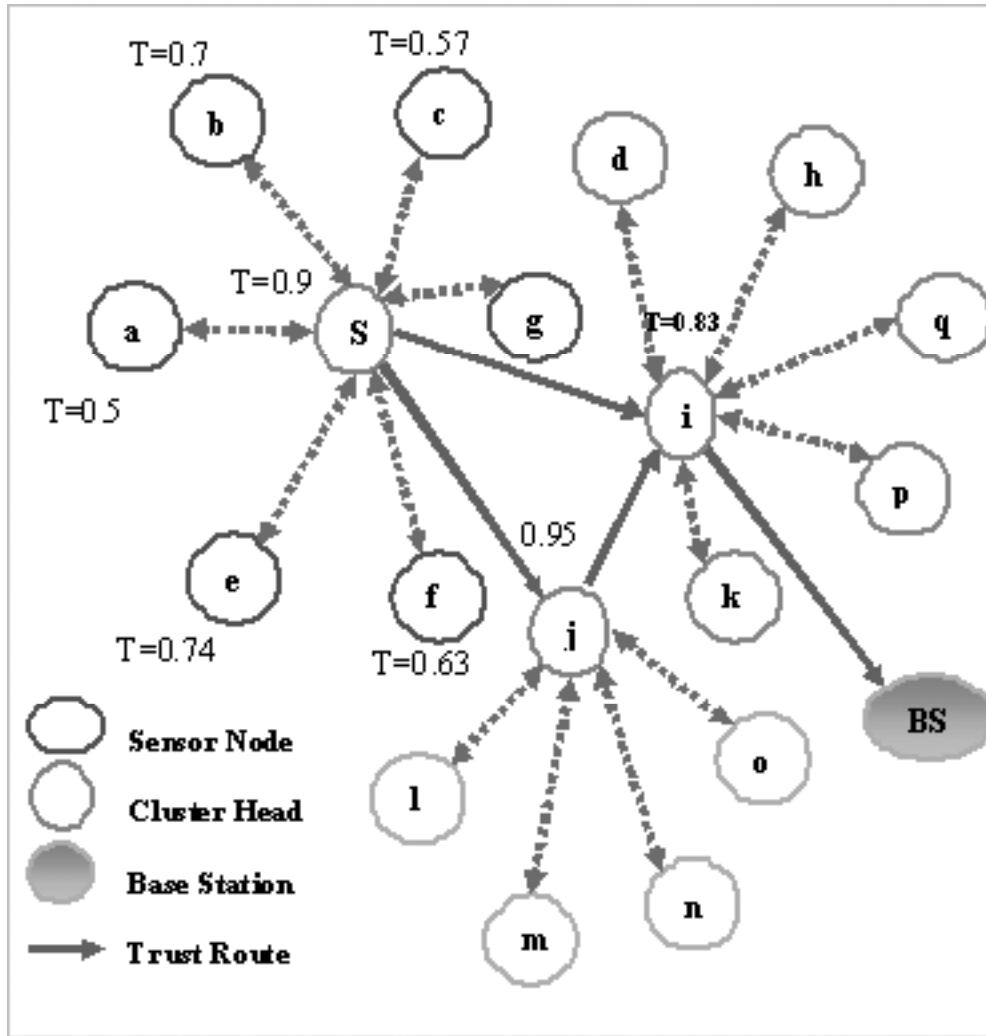 T=0.57
T=0.7
b
c
d
h
T=0.9
a
S
g
T=0.83
q
T=0.5
i
p
0.95
e
f
k
j
T=0.74
T=0.63
BS
Sensor Node
o
l
Cluster Head
Base Station
n
m
Trust Route